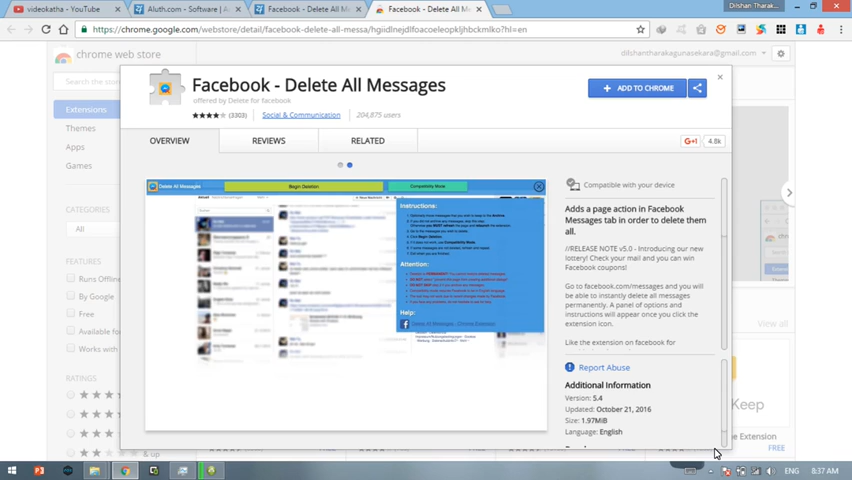 videokatha - YouTube
Aluth.com - Software | A
Facebook - Delete All M
Facebook - Delete All M
Dilshan Tharak...
https://chrome.google.com/webstore/detail/facebook-delete-all-messa/
?hl=en
chrome web store
dilshantharakagunasekara@gmail.com
Search the store
Extensions
Themes
Apps
Games
CATEGORIES
All
FEATURES
Runs Offline
By Google
Free
Available fo
Works with
RATINGS
& up
Facebook - Delete All Messages
offered by Delete for facebook
(3303)
Social & Communication
204,875 users
ADD TO CHROME
OVERVIEW
REVIEWS
RELATED
G+1
4.8k
Delete All Messages
Begin Deletion
Compatibility Mode
Instructions:
Attention:
Help:
Compatible with your device
Adds a page action in Facebook
Messages tab in order to delete them
all.
//RELEASE NOTE v5.0 - Introducing our new
lottery! Check your mail and you can win
Facebook coupons!
Go to facebook.com/messages and you will
be able to instantly delete all messages
permanently. A panel of options and
instructions will appear once you click the
extension icon.
Like the extension on facebook for
Report Abuse
Additional Information
Version: 5.4
Updated: October 21, 2016
Size: 1.97MiB
Language: English
View all
Keep
e Extension
FREE
ENG
8:37 AM